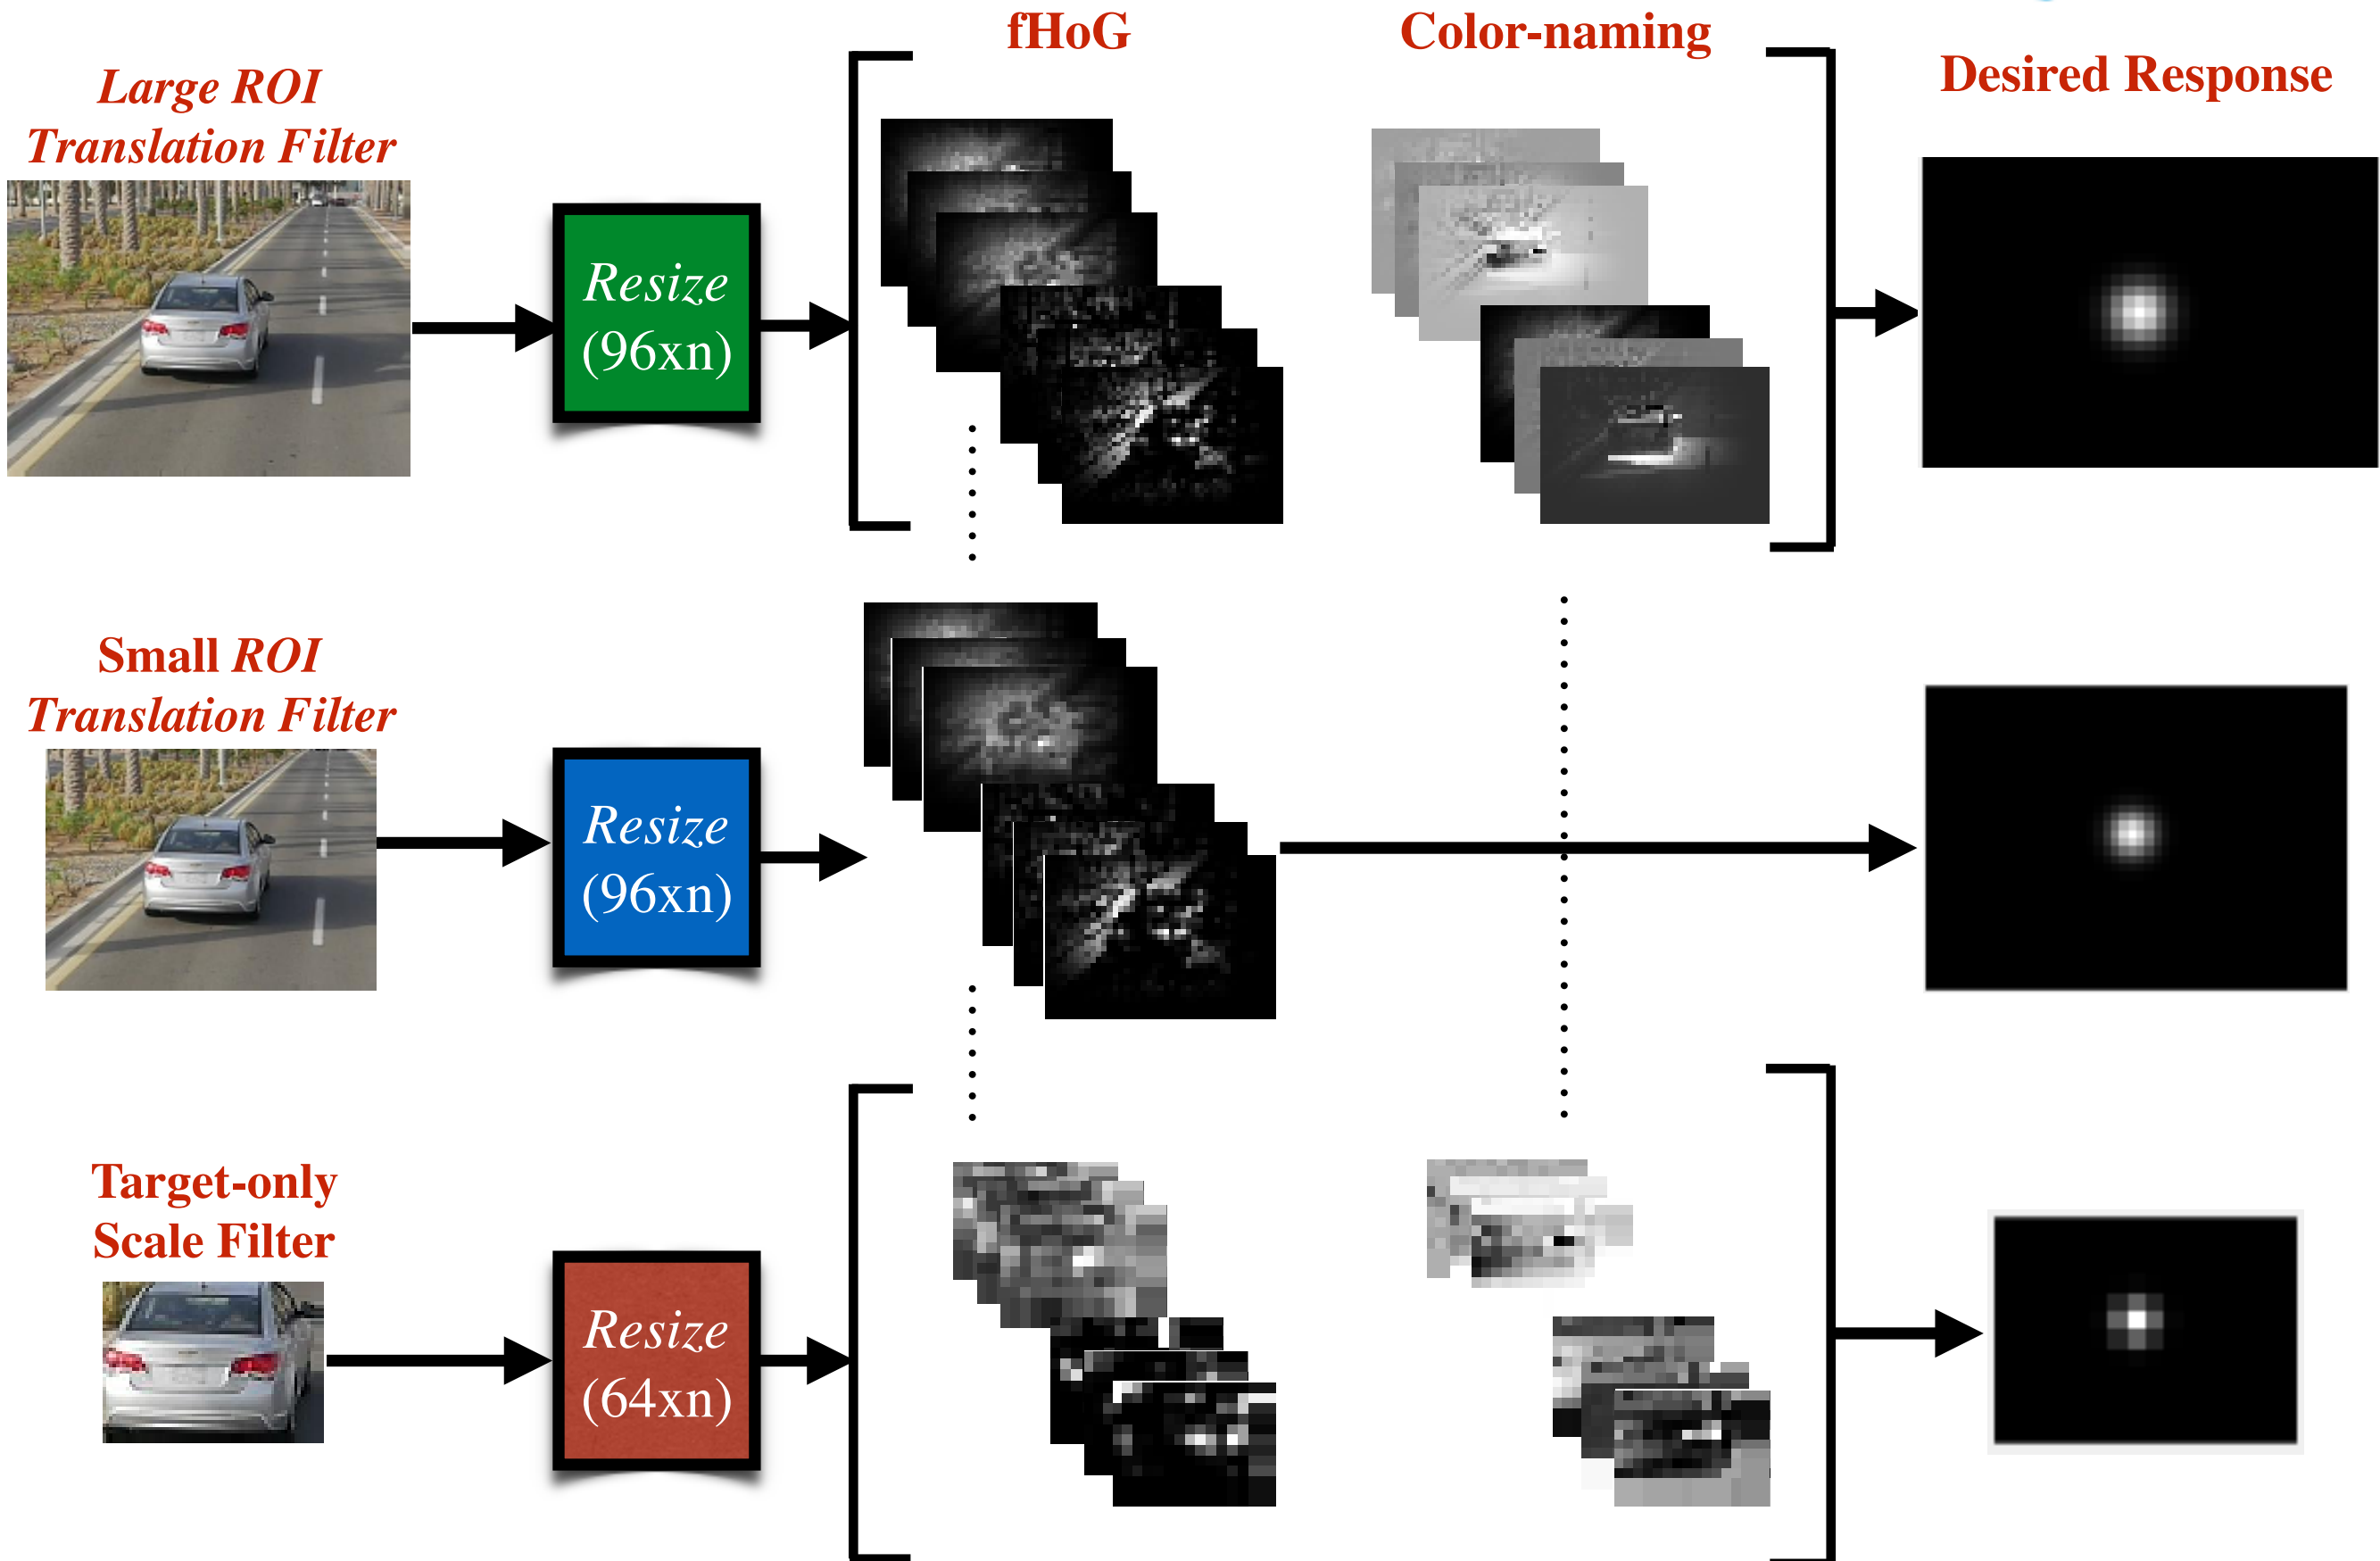 fHoG
Color-naming
Desired Response
Large ROI
Translation Filter
Resize
(96xn)
Small ROI
Translation Filter
Resize
(96xn)
Target-only
Scale Filter
Resize
(64xn)